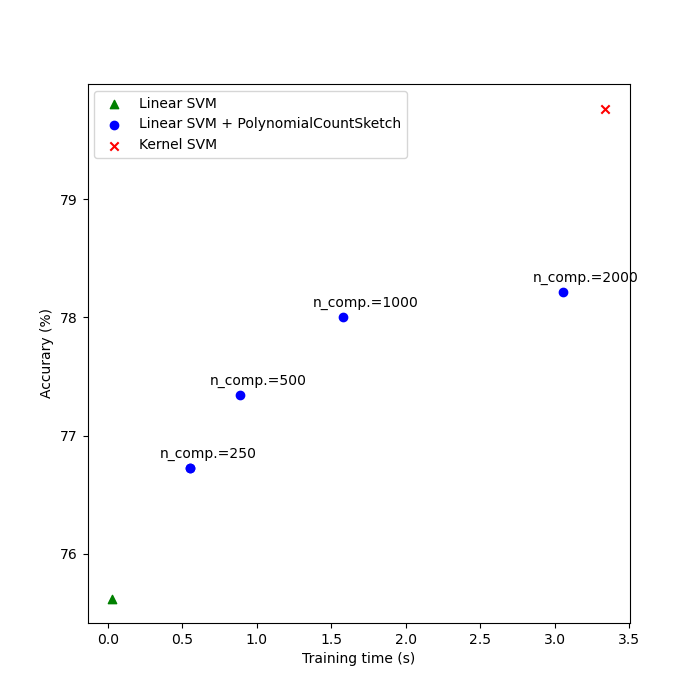 Linear SVM
Linear SVM + PolynomialCountSketch
Kernel SVM
79
n_comp.=2000
n_comp.=1000
78
Accurary (%)
n_comp.=500
77
n_comp.=250
76
0.0 0.5 1.0 1.5 2.0 2.5 3.0 3.5
Training time (s)